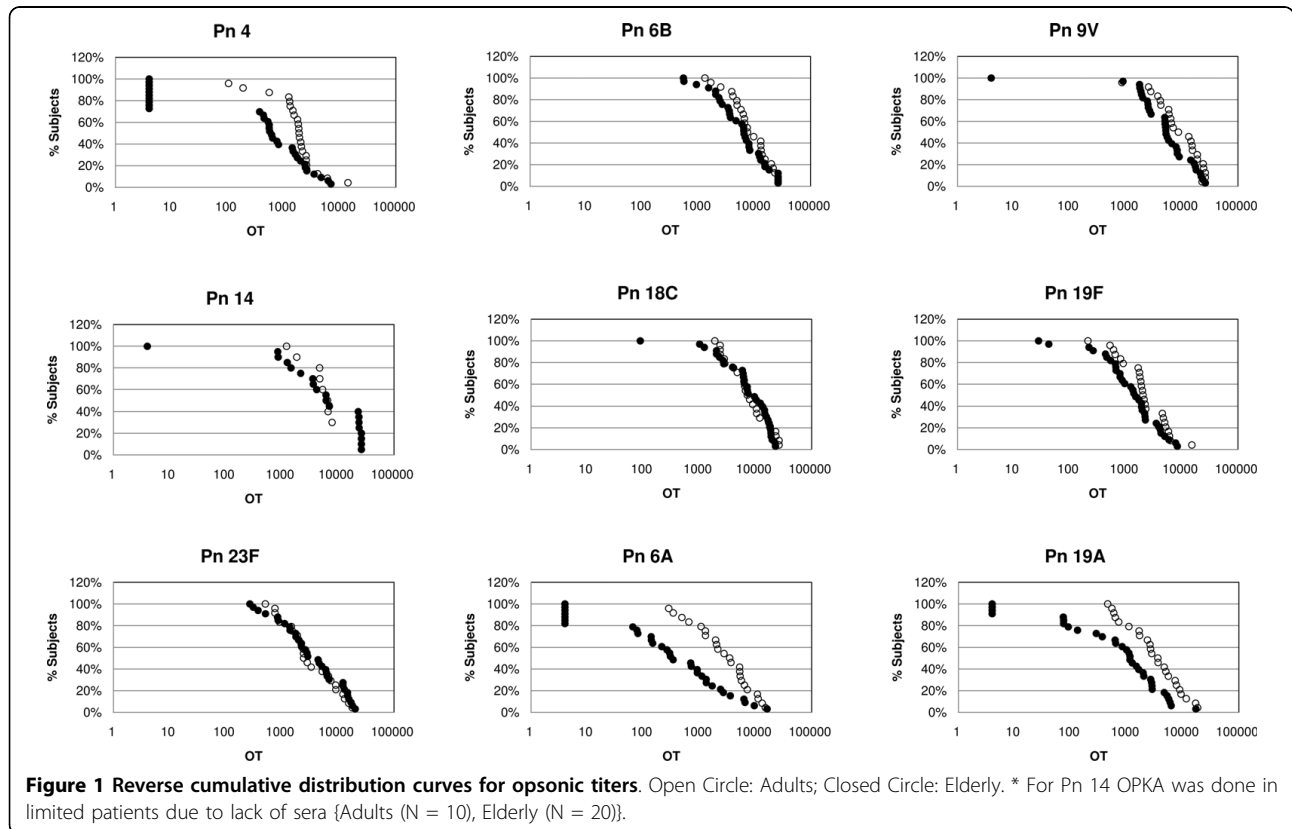 Pn 4
Pn 6B
Pn 9V
% Subjects
120%
100%
80%
60%
40%
20%
0%
1 10 100 1000 10000 100000
OT
% Subjects
120%
100%
80%
60%
40%
20%
0%
1 10 100 1000 10000 100000
OT
% Subjects
120%
100%
80%
60%
40%
20%
0%
1 10 100 1000 10000 100000
OT
Pn 14
Pn 18C
Pn 19F
% Subjects
120%
100%
80%
60%
40%
20%
0%
1 10 100 1000 10000 100000
OT
% Subjects
120%
100%
80%
60%
40%
20%
0%
1 10 100 1000 10000 100000
OT
% Subjects
120%
100%
80%
60%
40%
20%
0%
1 10 100 1000 10000 100000
OT
Pn 23F
Pn 6A
Pn 19A
% Subjects
120%
100%
80%
60%
40%
20%
0%
1 10 100 1000 10000 100000
OT
% Subjects
120%
100%
80%
60%
40%
20%
0%
1 10 100 1000 10000 100000
OT
% Subjects
120%
100%
80%
60%
40%
20%
0%
1 10 100 1000 10000 100000
OT
Figure 1 Reverse cumulative distribution curves for opsonic titers. Open Circle: Adults; Closed Circle: Elderly. * For Pn 14 OPKA was done in
limited patients due to lack of sera {Adults (N = 10), Elderly (N = 20)}.